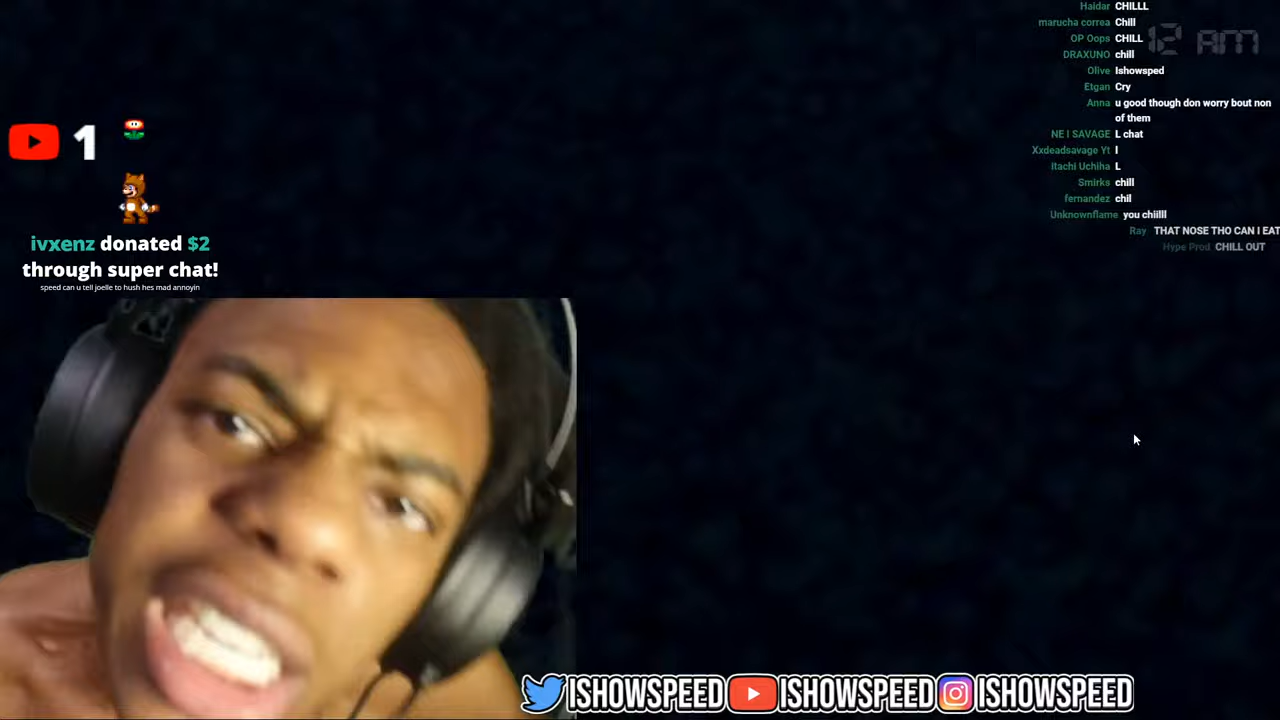 Haidar CHILLL
marucha correa Chill
OP Oops CHILL
12 AM
DRAXUNO chill
Olive Ishowsped
Etgan Cry
Anna u good though don worry bout non
of them
NE I SAVAGE L chat
Xxdeadsavage Yt I
Itachi Uchiha L
Smirks chill
fernandez chil
Unknownflame you chiilll
Ray THAT NOSE THO CAN I EAT
Hype Prod CHILL OUT
1
ivxenz donated $2
through super chat!
speed can u tell joelle to hush hes mad annoyin
ISHOWSPEED ISHOWSPEED ISHOWSPEED